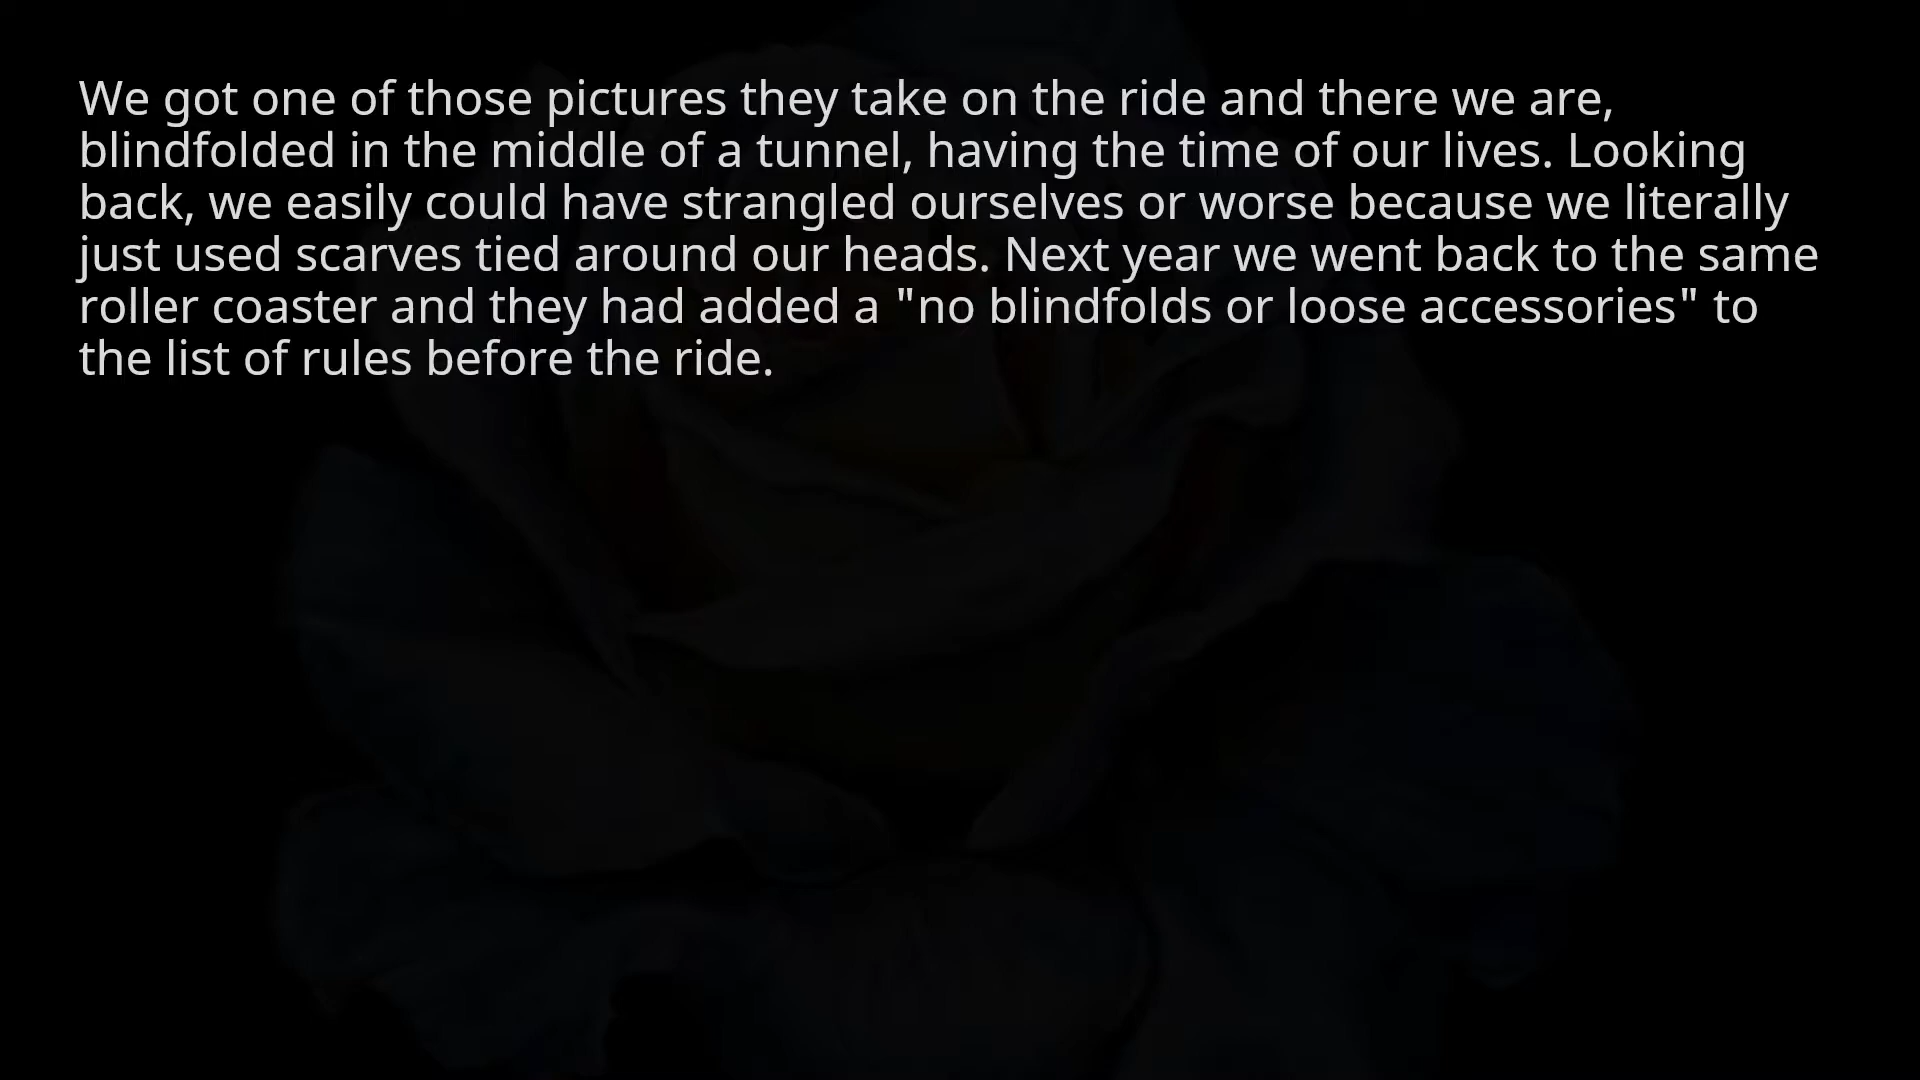 We got one of those pictures they take on the ride and there we are,
blindfolded in the middle of a tunnel, having the time of our lives. Looking
back, we easily could have strangled ourselves or worse because we literally
just used scarves tied around our heads. Next year we went back to the same
roller coaster and they had added a "no blindfolds or loose accessories" to
the list of rules before the ride.